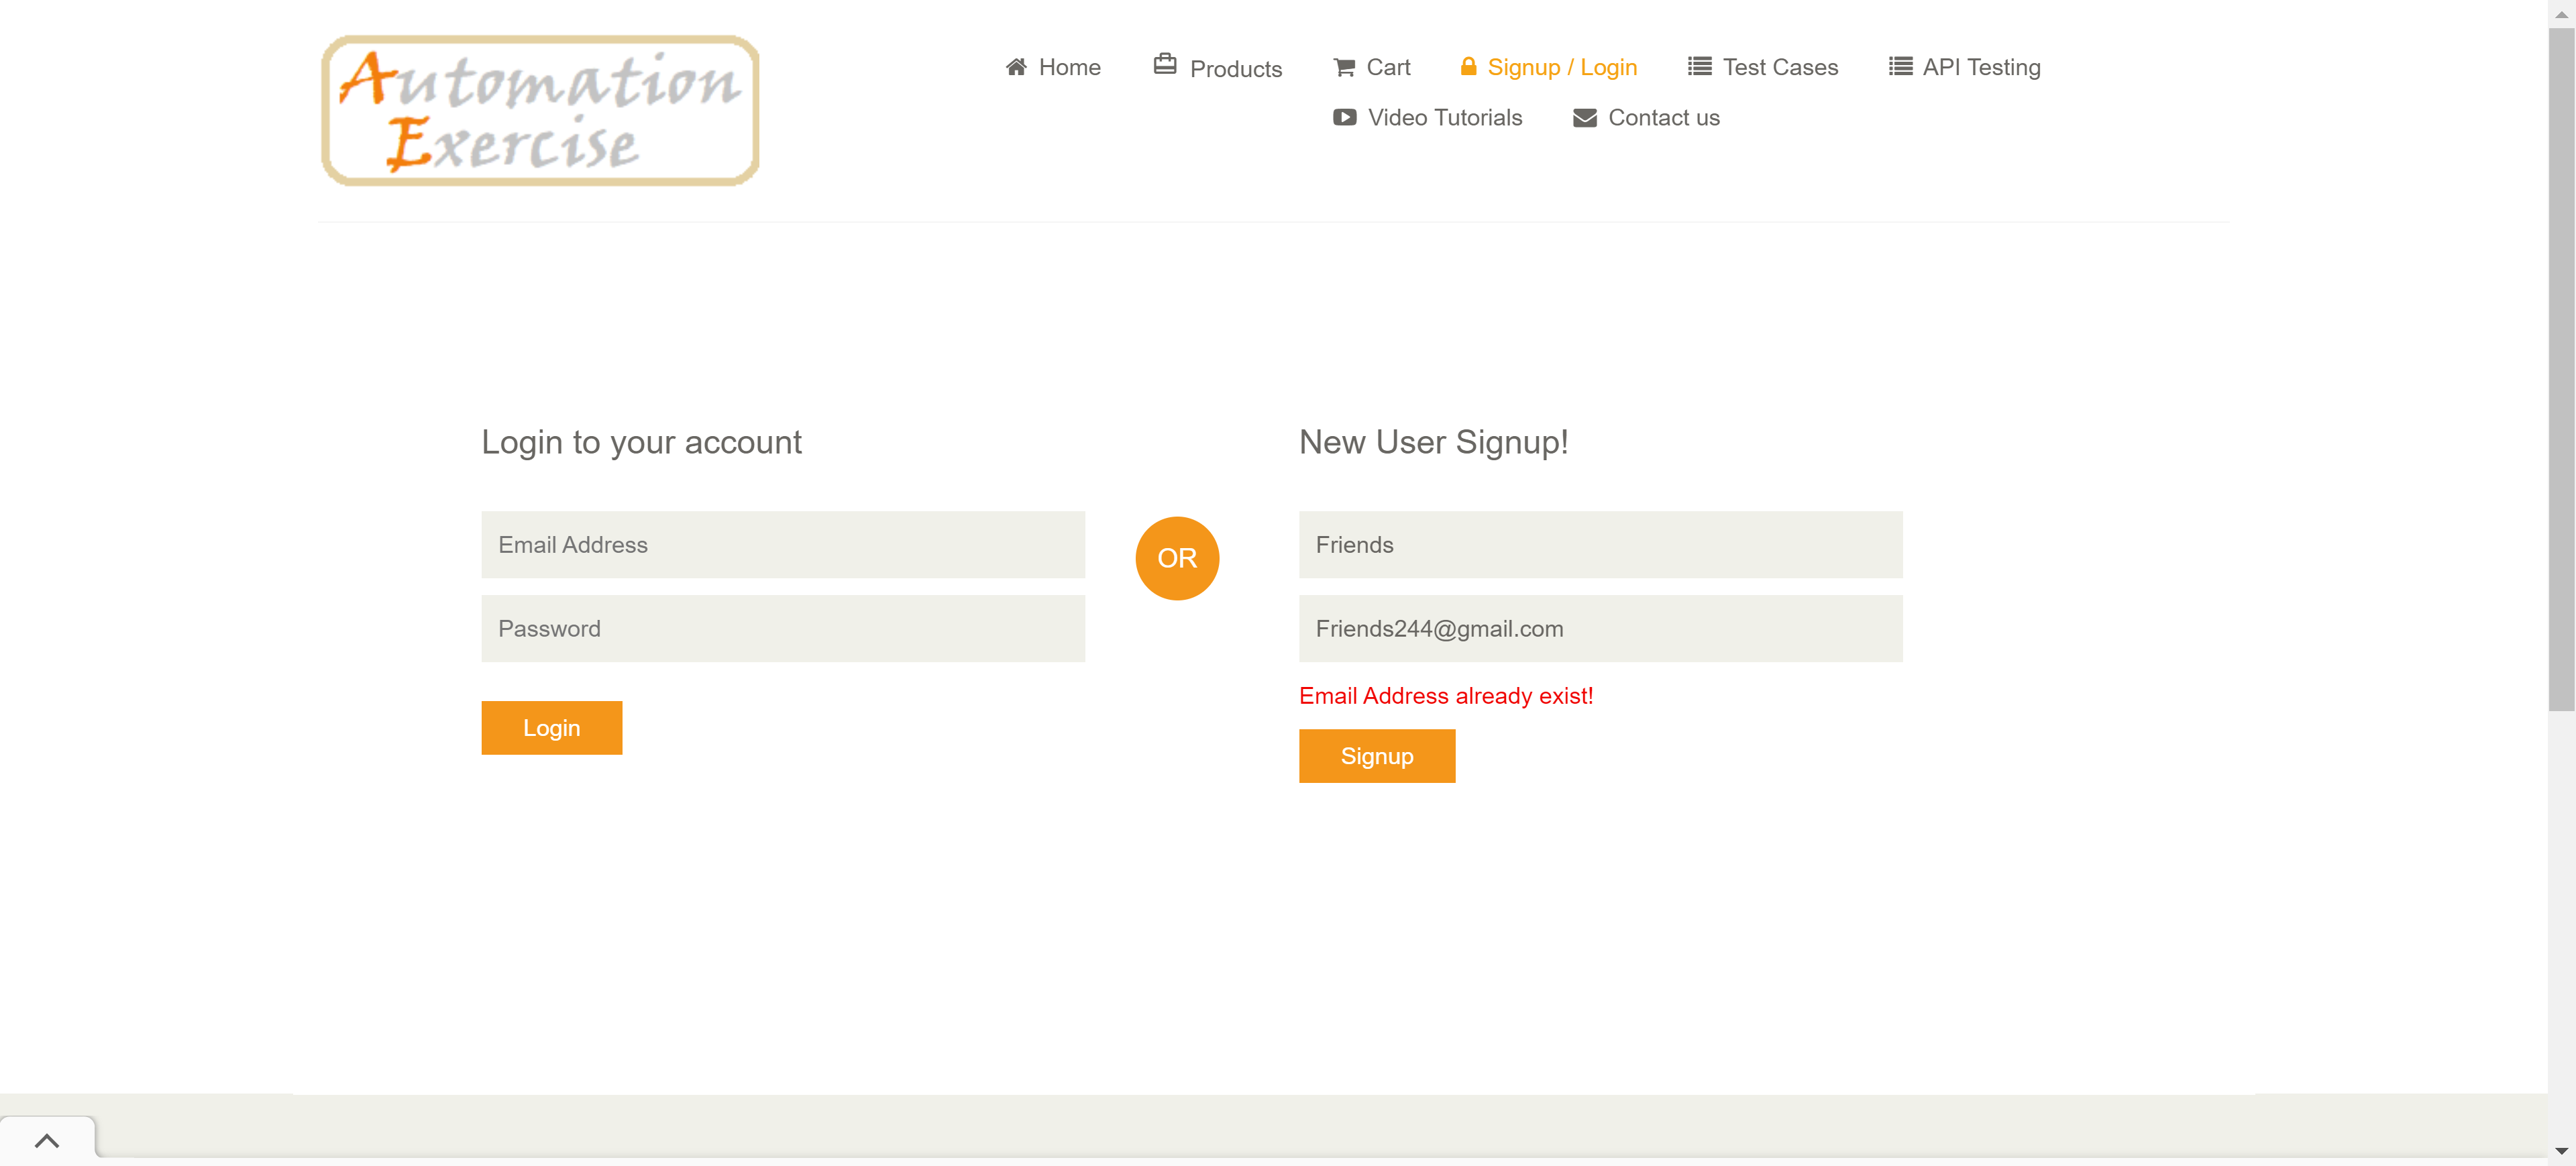 Automation
Exercise
Home
Products
Cart
Signup / Login
Test Cases
API Testing
Video Tutorials
Contact us
Login to your account
Email Address
Password
Login
OR
New User Signup!
Friends
Friends244@gmail.com
Email Address already exist!
Signup